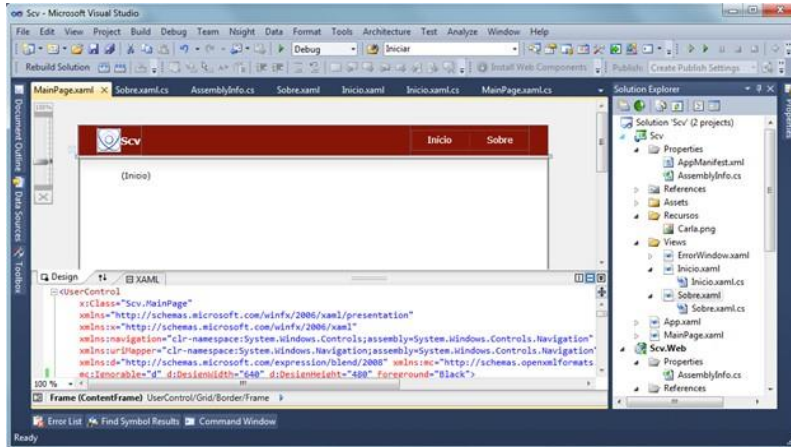 Scv - Microsoft Visual Studio
File Edit View Project Build Debug Team Nsight Data Format Tools Architecture Test Analyze Window Help
Debug Iniciar
Rebuild Solution Install Web Components Publish: Create Publish Settings
MainPage.xaml Sobre.xaml.cs AssemblyInfo.cs Sobre.xaml Inicio.xaml Inicio.xaml.cs MainPage.xaml.cs
Solution Explorer
Properties
Document Outline
Data Sources
Toolbox
Scv
Início Sobre
(Inicio)
Design XAML
<UserControl
x:Class="Scv.MainPage"
xmlns="http://schemas.microsoft.com/winfx/2006/xaml/presentation"
xmlns:x="http://schemas.microsoft.com/winfx/2006/xaml"
xmlns:navigation="clr-namespace:System.Windows.Controls;assembly=System.Windows.Controls.Navigation"
xmlns:uriMapper="clr-namespace:System.Windows.Navigation;assembly=System.Windows.Controls.Navigation"
xmlns:d="http://schemas.microsoft.com/expression/blend/2008" xmlns:mc="http://schemas.openxmlformats
mc:Ignorable="d" d:DesignWidth="640" d:DesignHeight="480" Foreground="Black">
100 %
Frame (ContentFrame) UserControl/Grid/Border/Frame
Solution 'Scv' (2 projects)
Scv
Properties
AppManifest.xml
AssemblyInfo.cs
References
Assets
Recursos
Carla.png
Views
ErrorWindow.xaml
Inicio.xaml
Inicio.xaml.cs
Sobre.xaml
Sobre.xaml.cs
App.xaml
MainPage.xaml
Scv.Web
Properties
AssemblyInfo.cs
References
Error List Find Symbol Results Command Window
Ready